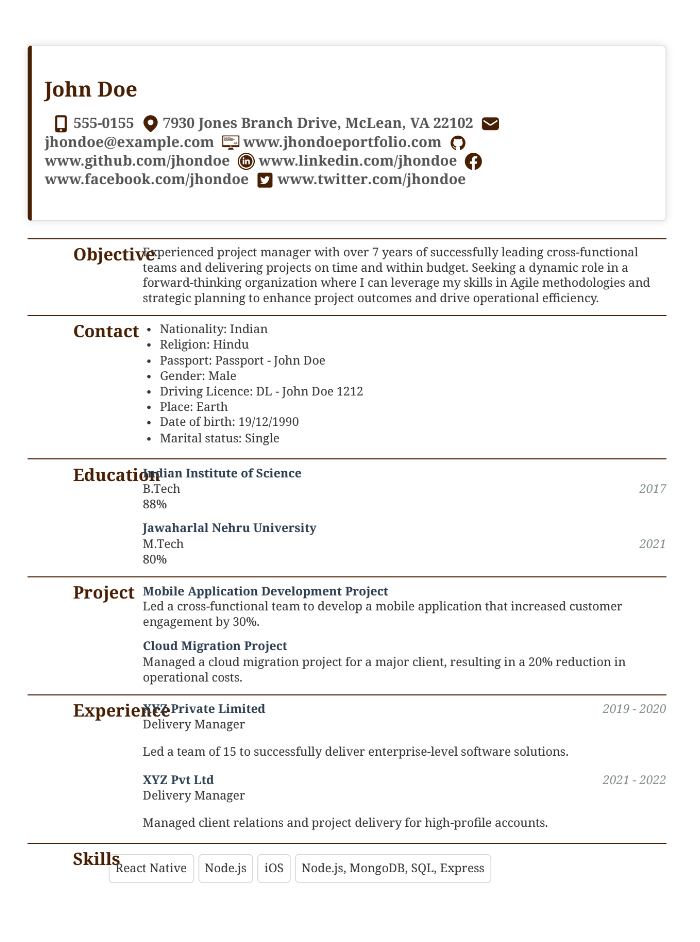 John Doe
555-0155 7930 Jones Branch Drive, McLean, VA 22102
jhondoe@example.com www.jhondoeportfolio.com
www.github.com/jhondoe www.linkedin.com/jhondoe
www.facebook.com/jhondoe www.twitter.com/jhondoe
Objective
Experienced project manager with over 7 years of successfully leading cross-functional
teams and delivering projects on time and within budget. Seeking a dynamic role in a
forward-thinking organization where I can leverage my skills in Agile methodologies and
strategic planning to enhance project outcomes and drive operational efficiency.
Contact
• Nationality: Indian
• Religion: Hindu
• Passport: Passport - John Doe
• Gender: Male
• Driving Licence: DL - John Doe 1212
• Place: Earth
• Date of birth: 19/12/1990
• Marital status: Single
Education
Indian Institute of Science
B.Tech 2017
88%
Jawaharlal Nehru University
M.Tech 2021
80%
Project
Mobile Application Development Project
Led a cross-functional team to develop a mobile application that increased customer
engagement by 30%.
Cloud Migration Project
Managed a cloud migration project for a major client, resulting in a 20% reduction in
operational costs.
Experience
XYZ Private Limited 2019 - 2020
Delivery Manager
Led a team of 15 to successfully deliver enterprise-level software solutions.
XYZ Pvt Ltd 2021 - 2022
Delivery Manager
Managed client relations and project delivery for high-profile accounts.
Skills
React Native Node.js iOS Node.js, MongoDB, SQL, Express